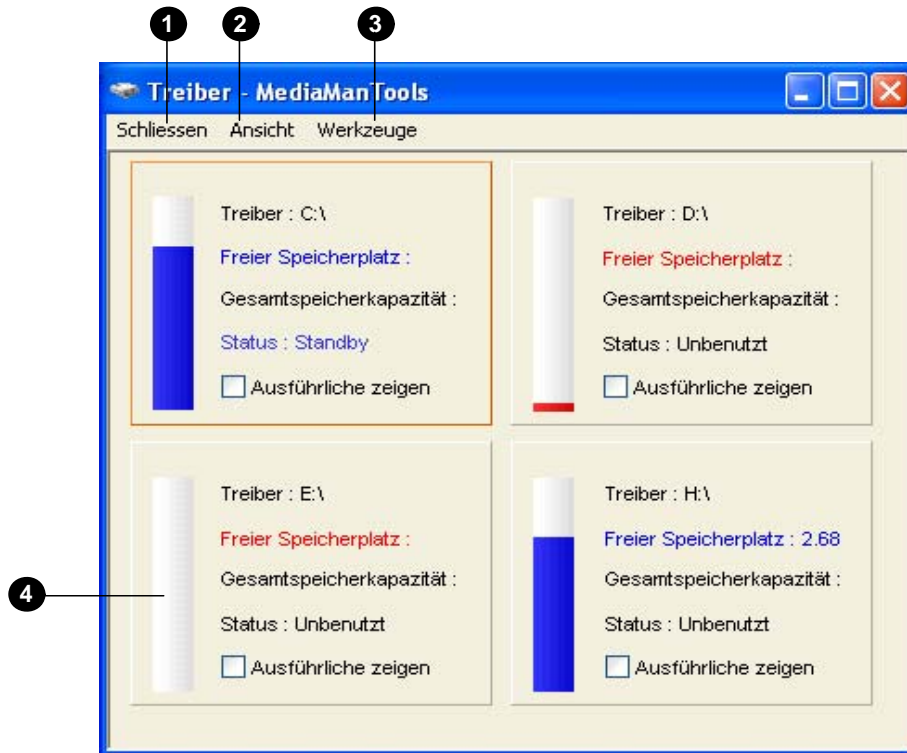 1 2 3
Treiber - MediaManTools
Schliessen Ansicht Werkzeuge
Treiber : C:\
Freier Speicherplatz :
Gesamtspeicherkapazität :
Status : Standby
Ausführliche zeigen
Treiber : D:\
Freier Speicherplatz :
Gesamtspeicherkapazität :
Status : Unbenutzt
Ausführliche zeigen
4
Treiber : E:\
Freier Speicherplatz :
Gesamtspeicherkapazität :
Status : Unbenutzt
Ausführliche zeigen
Treiber : H:\
Freier Speicherplatz : 2.68
Gesamtspeicherkapazität :
Status : Unbenutzt
Ausführliche zeigen